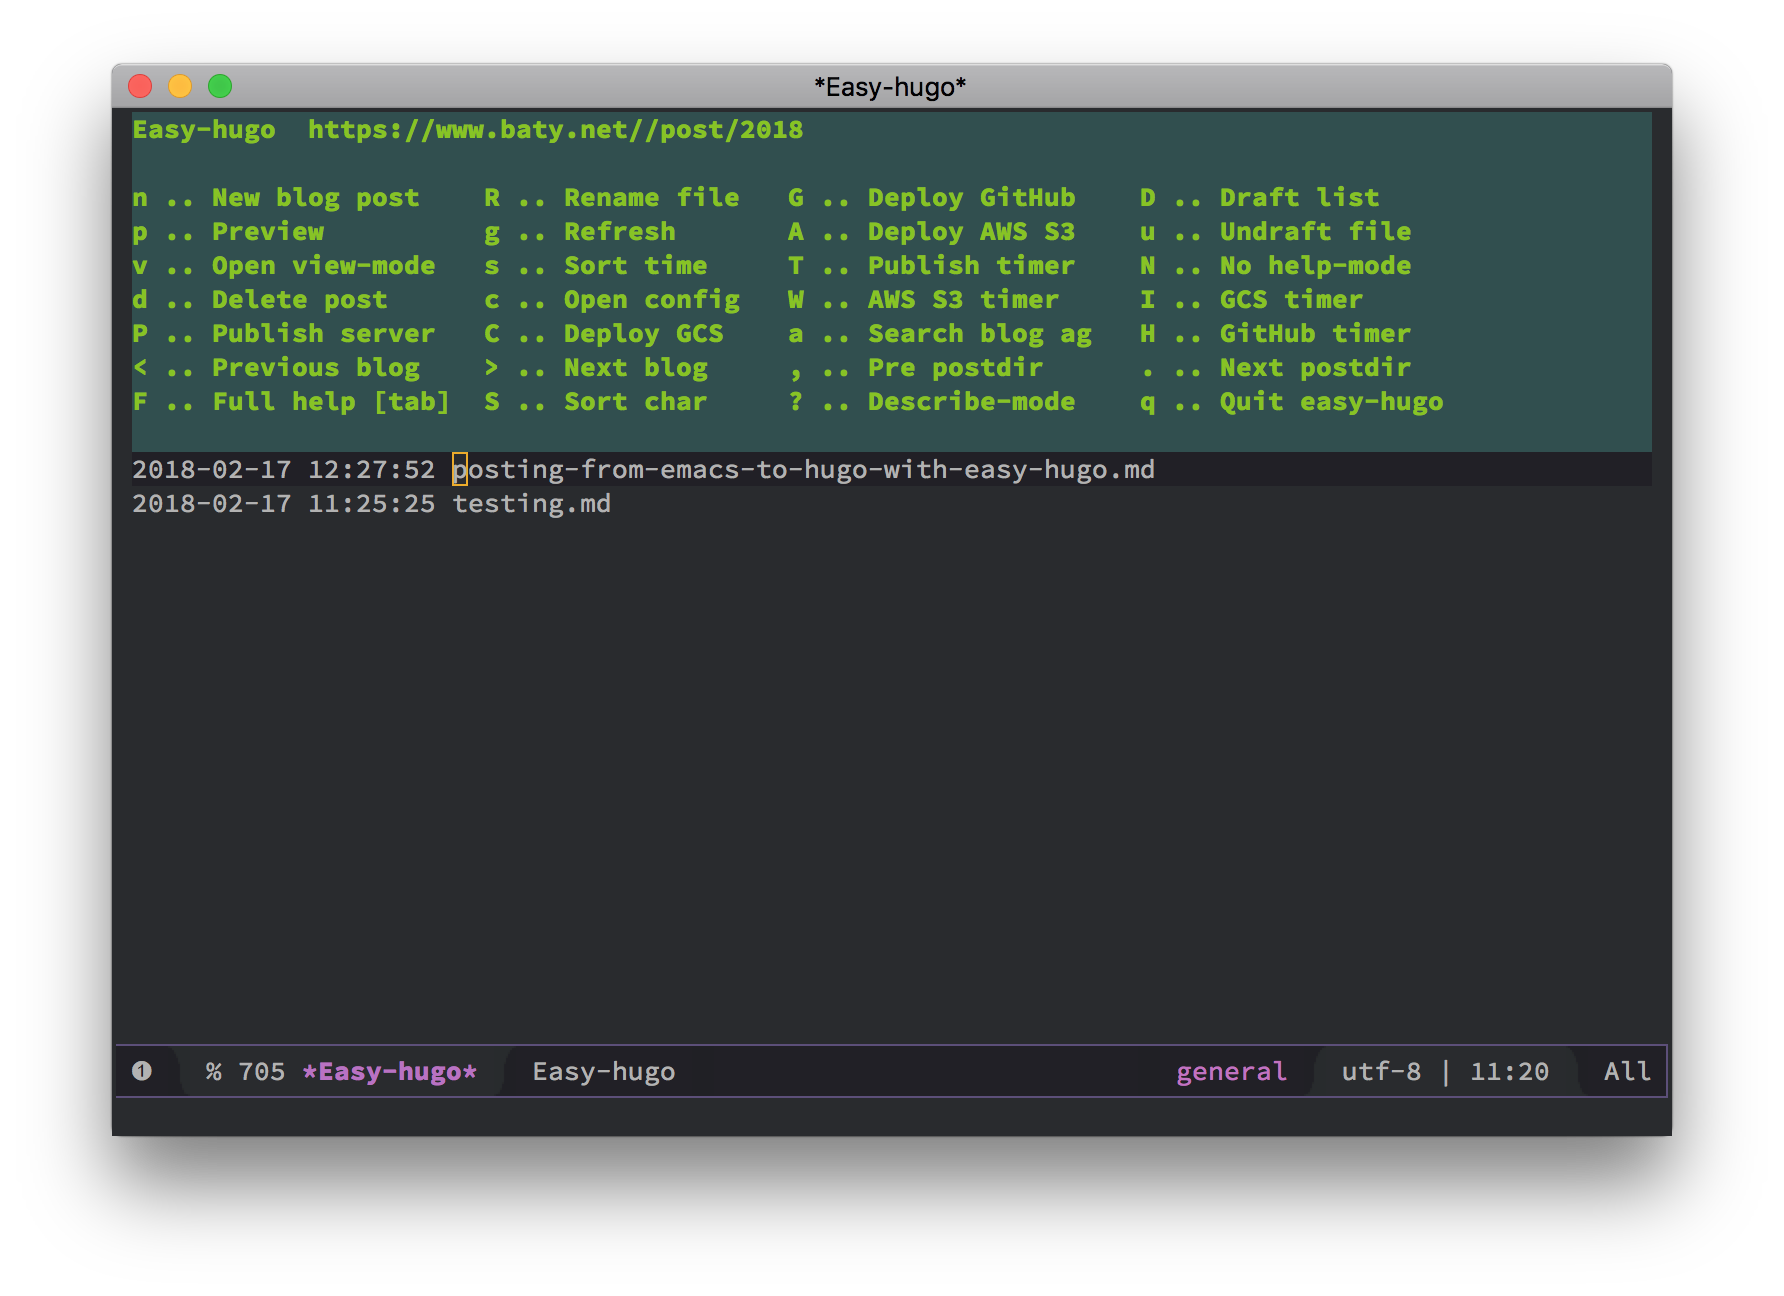 *Easy-hugo*
Easy-hugo  https://www.baty.net//post/2018
n .. New blog post    R .. Rename file   G .. Deploy GitHub    D .. Draft list
p .. Preview          g .. Refresh       A .. Deploy AWS S3    u .. Undraft file
v .. Open view-mode   s .. Sort time     T .. Publish timer    N .. No help-mode
d .. Delete post      c .. Open config   W .. AWS S3 timer     I .. GCS timer
P .. Publish server   C .. Deploy GCS    a .. Search blog ag   H .. GitHub timer
< .. Previous blog    > .. Next blog     , .. Pre postdir      . .. Next postdir
F .. Full help [tab]  S .. Sort char     ? .. Describe-mode    q .. Quit easy-hugo
2018-02-17 12:27:52 posting-from-emacs-to-hugo-with-easy-hugo.md
2018-02-17 11:25:25 testing.md
❶ % 705 *Easy-hugo* Easy-hugo general utf-8 | 11:20 All